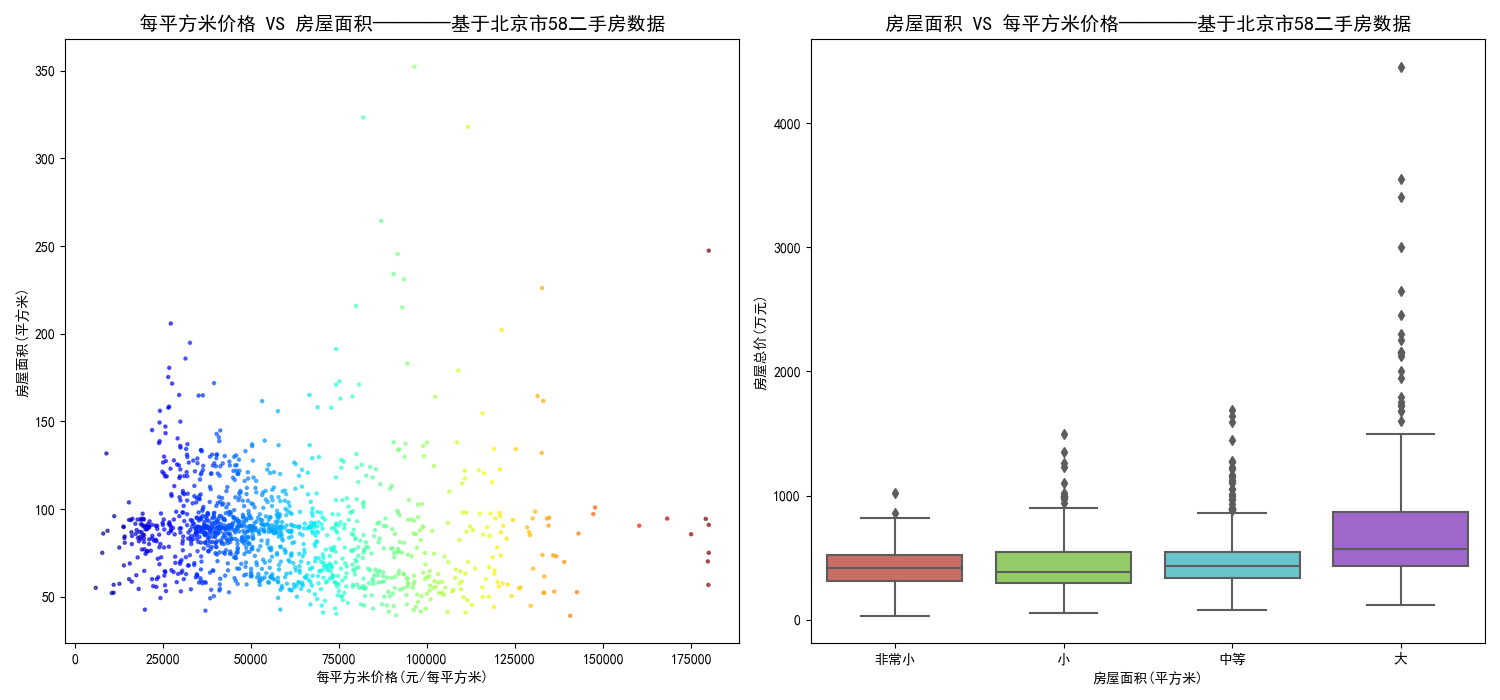 每平方米价格 VS 房屋面积————基于北京市58二手房数据
350
300
250
200
150
100
50
房屋面积(平方米)
0 25000 50000 75000 100000 125000 150000 175000
每平方米价格(元/每平方米)
房屋面积 VS 每平方米价格————基于北京市58二手房数据
4000
3000
2000
1000
0
房屋总价(万元)
非常小 小 中等 大
房屋面积(平方米)